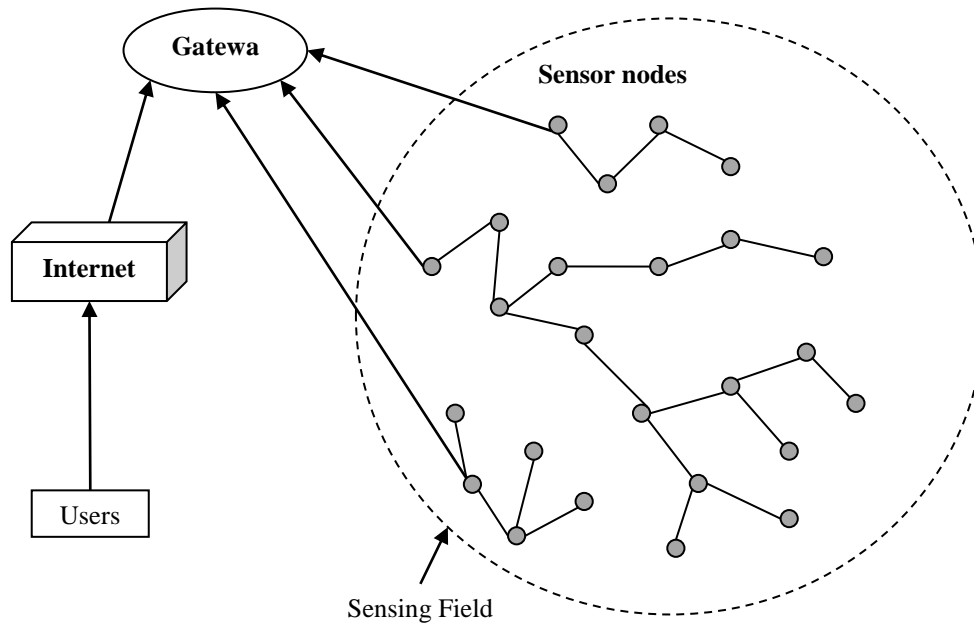 Gatewa
Sensor nodes
Internet
Users
Sensing Field